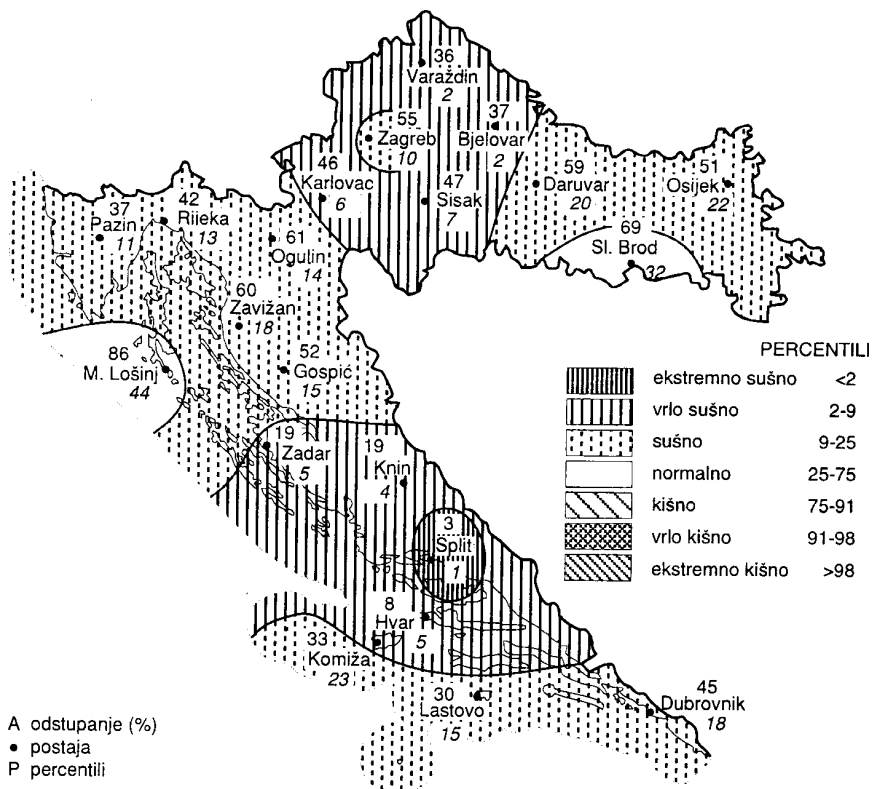 36
Varaždin
2
55
Zagreb
10
37
Bjelovar
2
46
Karlovac
6
47
Sisak
7
59
Daruvar
20
51
Osijek
22
69
Sl. Brod
32
37
Pazin
11
42
Rijeka
13
61
Ogulin
14
60
Zavižan
18
86
M. Lošinj
44
52
Gospić
15
19
Zadar
5
19
Knin
4
3
Split
1
8
Hvar
5
33
Komiža
23
30
Lastovo
15
45
Dubrovnik
18
PERCENTILI
ekstremno sušno <2
vrlo sušno 2-9
sušno 9-25
normalno 25-75
kišno 75-91
vrlo kišno 91-98
ekstremno kišno >98
A odstupanje (%)
• postaja
P percentili